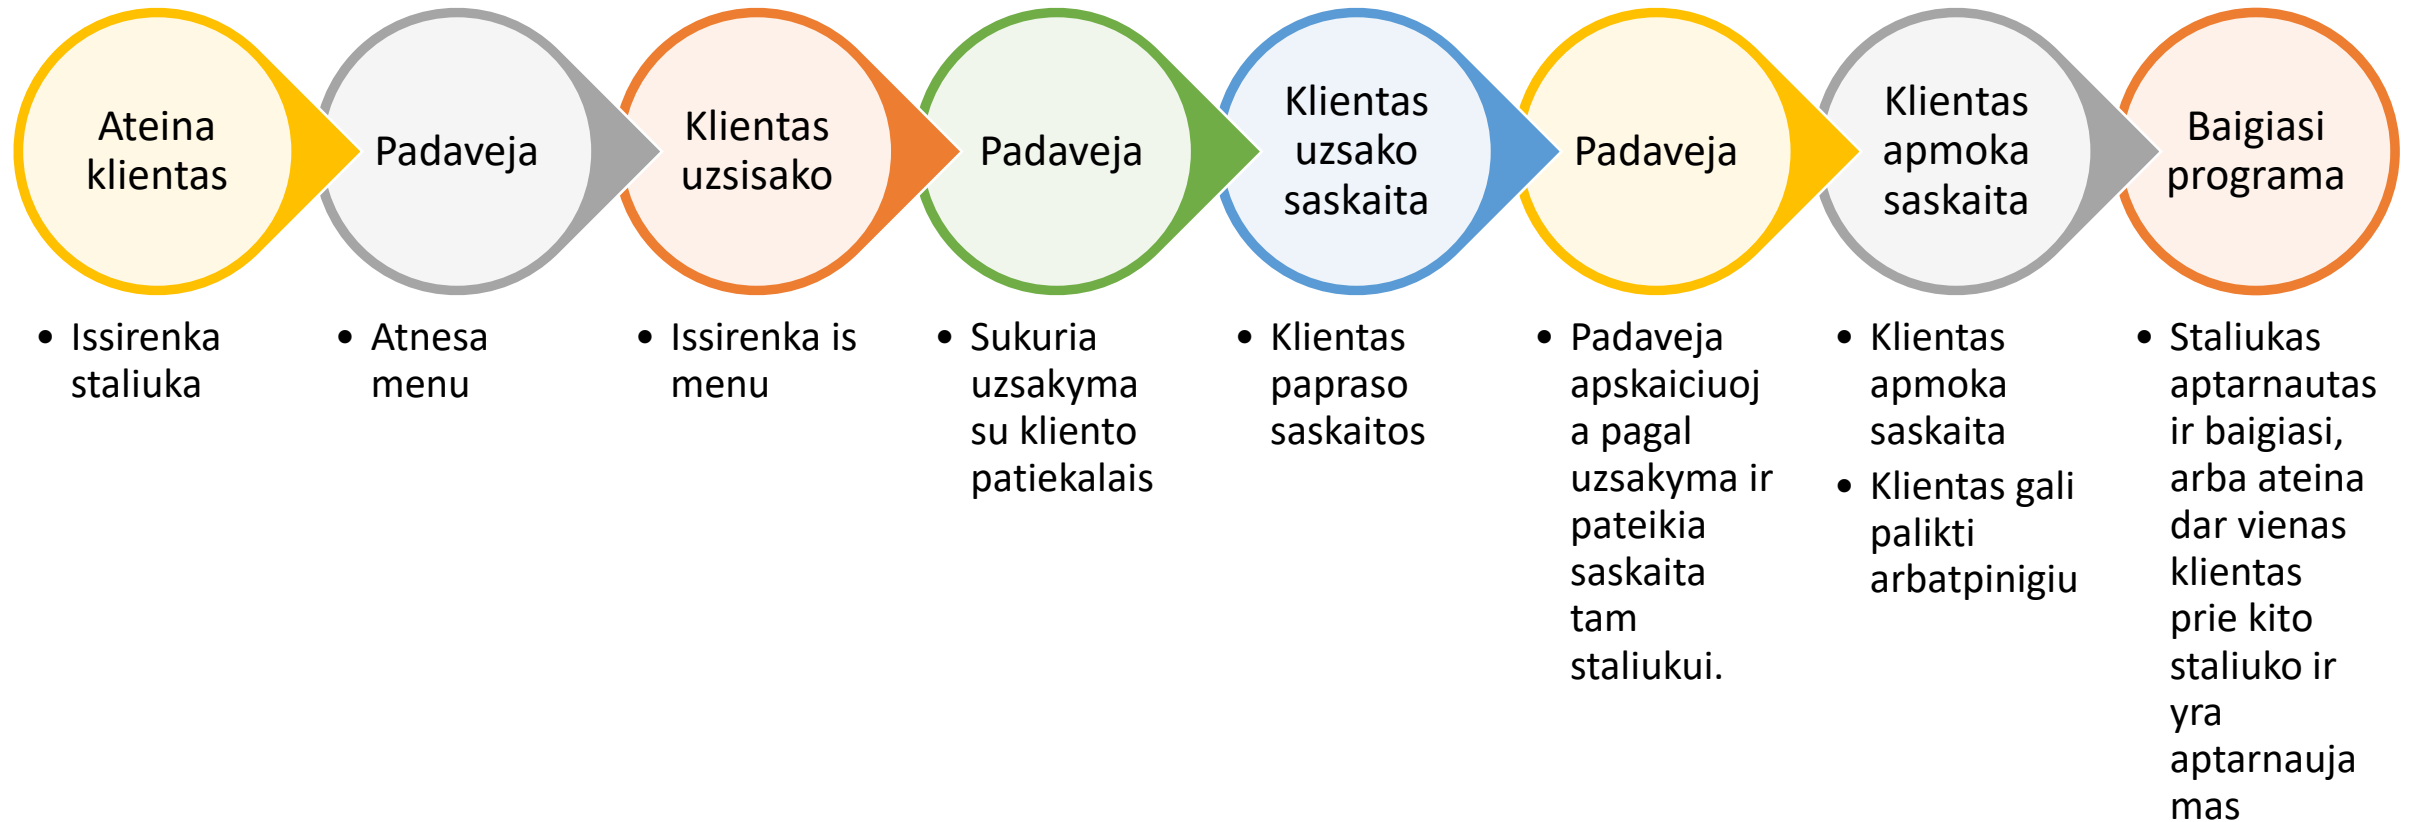 Ateina
klientas
Padaveja
Klientas
uzsisako
Padaveja
Klientas
uzsako
saskaita
Padaveja
Klientas
apmoka
saskaita
Baigiasi
programa
• Issirenka
staliuka
• Atnesa
menu
• Issirenka is
menu
• Sukuria
uzsakyma
su kliento
patiekalais
• Klientas
papraso
saskaitos
• Padaveja
apskaiciuoj
a pagal
uzsakyma ir
pateikia
saskaita
tam
staliukui.
• Klientas
apmoka
saskaita
• Klientas gali
palikti
arbatpinigiu
• Staliukas
aptarnautas
ir baigiasi,
arba ateina
dar vienas
klientas
prie kito
staliuko ir
yra
aptarnauja
mas